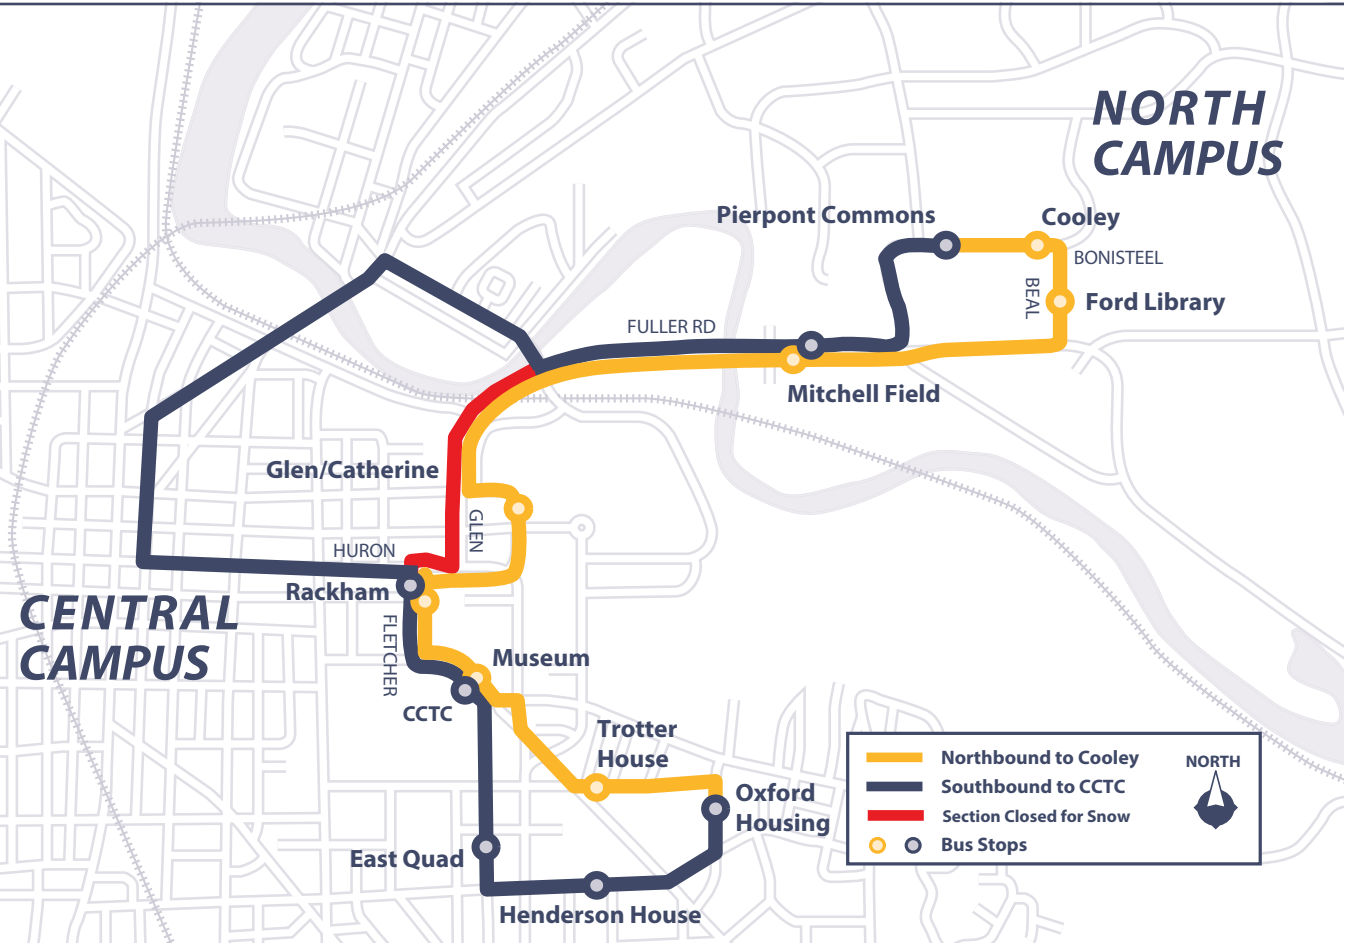 NORTH
CAMPUS
Pierpont Commons
Cooley
BONISTEEL
BEAL
Ford Library
FULLER RD
Mitchell Field
Glen/Catherine
GLEN
HURON
Rackham
CENTRAL
CAMPUS
FLETCHER
Museum
CCTC
Trotter
House
Oxford
Housing
East Quad
Henderson House
Northbound to Cooley
Southbound to CCTC
Section Closed for Snow
Bus Stops
NORTH